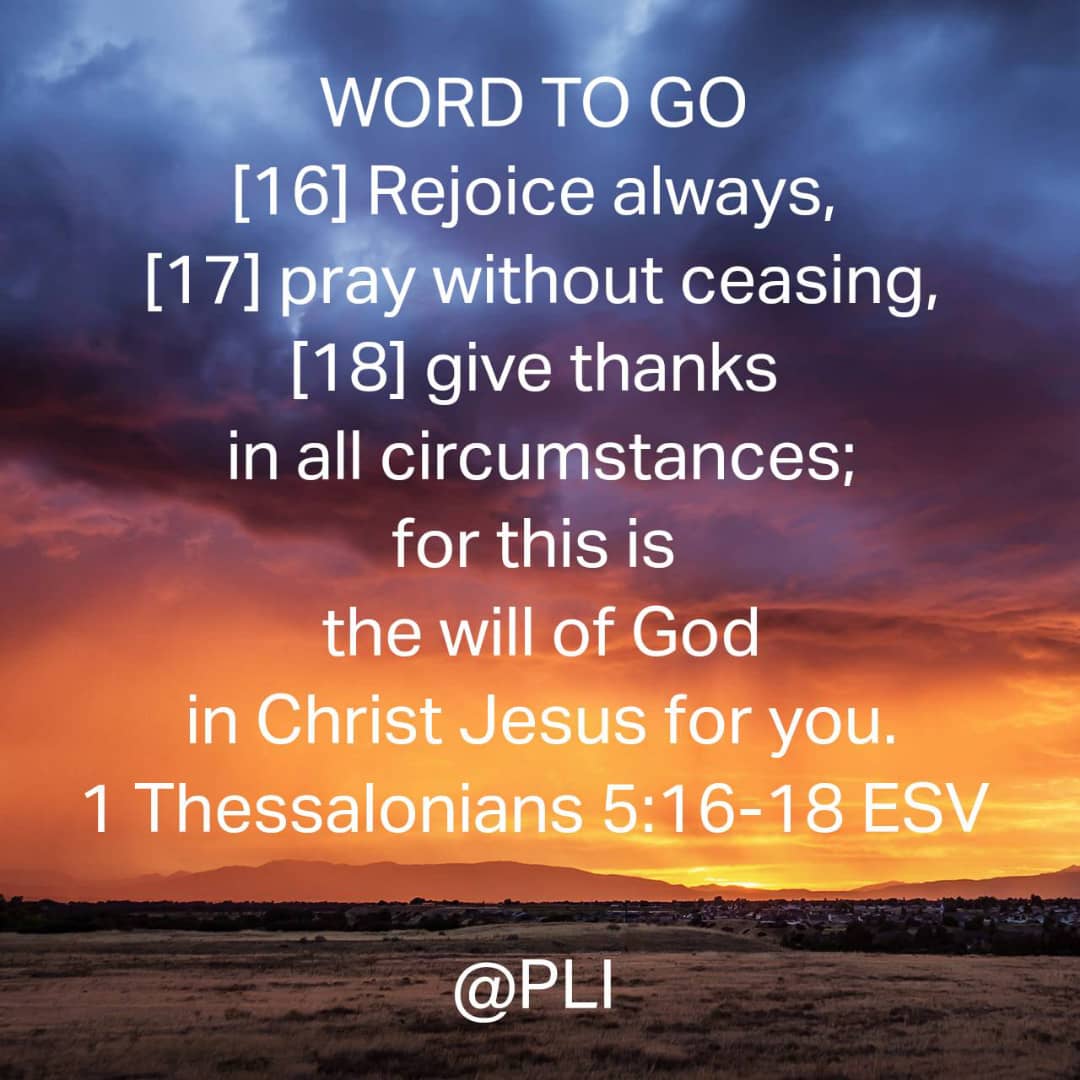 WORD TO GO
[16] Rejoice always,
[17] pray without ceasing,
[18] give thanks
in all circumstances;
for this is
the will of God
in Christ Jesus for you.
1 Thessalonians 5:16-18 ESV
@PLI